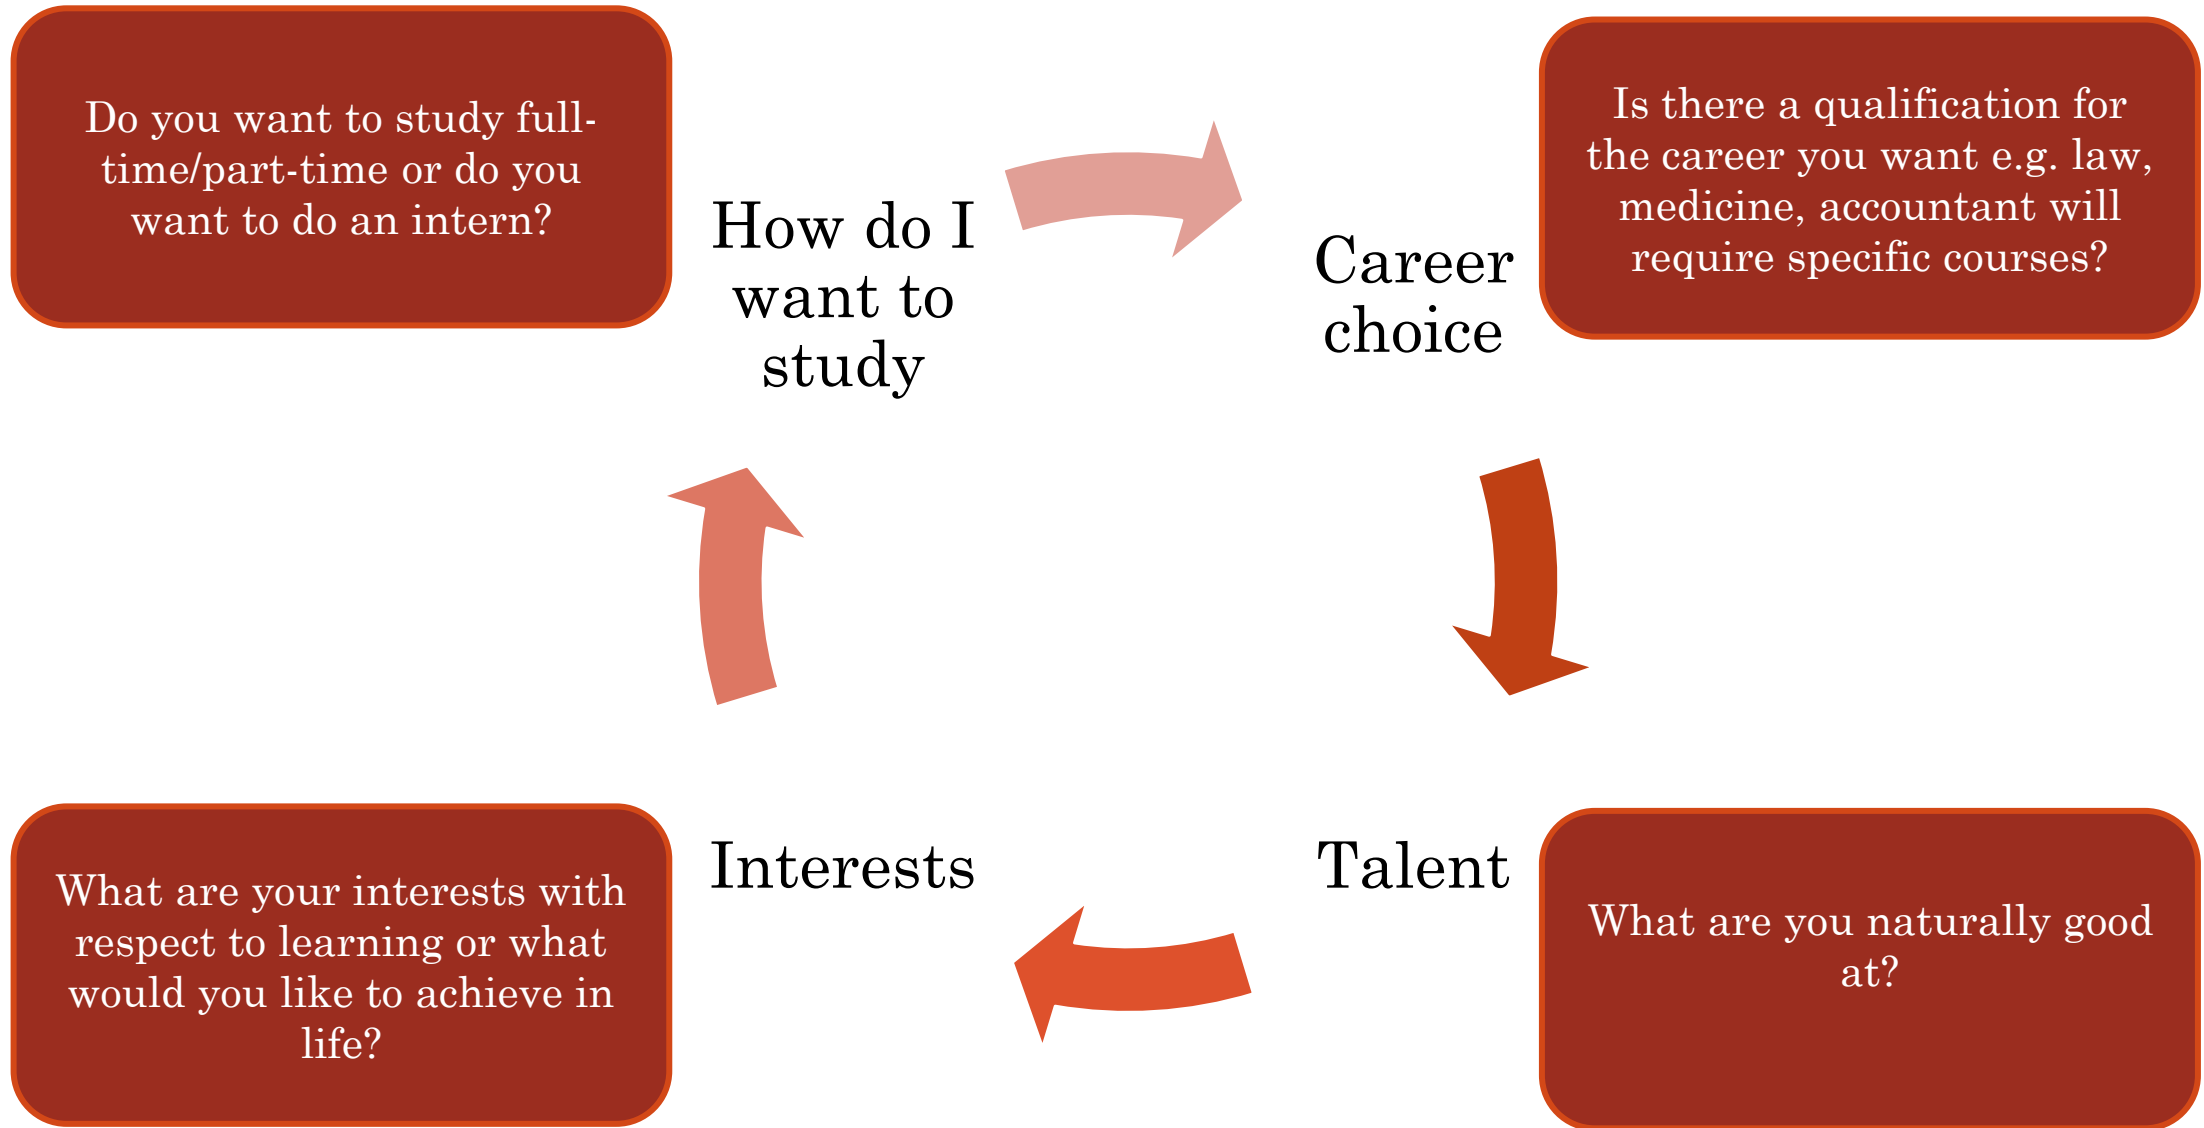 Do you want to study full-
time/part-time or do you
want to do an intern?
How do I
want to
study
Career
choice
Is there a qualification for
the career you want e.g. law,
medicine, accountant will
require specific courses?
What are your interests with
respect to learning or what
would you like to achieve in
life?
Interests
Talent
What are you naturally good
at?